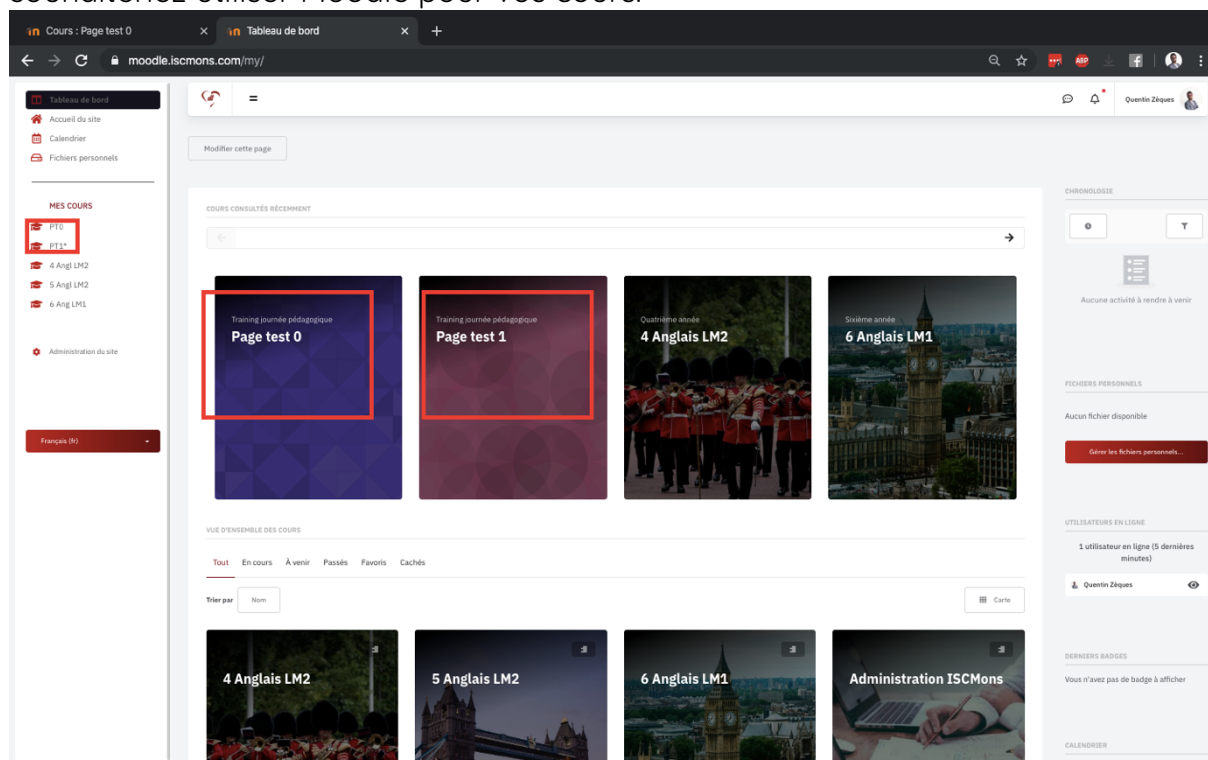 souhaiteriez utiliser Moodle pour vos cours.
Cours : Page test 0
Tableau de bord
moodle.iscmons.com/my/
ABP
Tableau de bord
Accueil du site
Calendrier
Fichiers personnels
MES COURS
PT0
PT1*
4 Angl LM2
5 Angl LM2
6 Ang LM1
Administration du site
Français (fr)
Quentin Zèques
Modifier cette page
COURS CONSULTÉS RÉCEMMENT
Training journée pédagogique
Page test 0
Training journée pédagogique
Page test 1
Quatrième année
4 Anglais LM2
Sixième année
6 Anglais LM1
VUE D'ENSEMBLE DES COURS
Tout En cours À venir Passés Favoris Cachés
Trier par Nom
Carte
4 Anglais LM2
5 Anglais LM2
6 Anglais LM1
Administration ISCMons
CHRONOLOGIE
Aucune activité à rendre à venir
FICHIERS PERSONNELS
Aucun fichier disponible
Gérer les fichiers personnels...
UTILISATEURS EN LIGNE
1 utilisateur en ligne (5 dernières
minutes)
Quentin Zèques
DERNIERS BADGES
Vous n'avez pas de badge à afficher
CALENDRIER